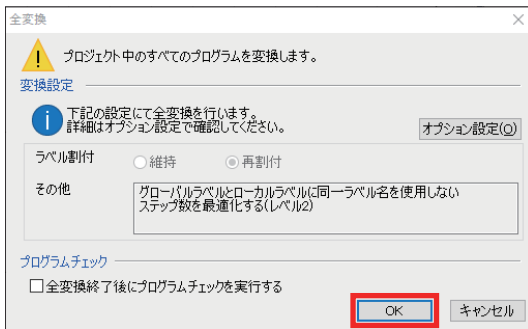 全変換
プロジェクト中のすべてのプログラムを変換します。
変換設定
下記の設定にて全変換を行います。
詳細はオプション設定で確認してください。
オプション設定(O)
ラベル割付
維持
再割付
その他
グローバルラベルとローカルラベルに同一ラベル名を使用しない
ステップ数を最適化する(レベル2)
プログラムチェック
全変換終了後にプログラムチェックを実行する
OK
キャンセル